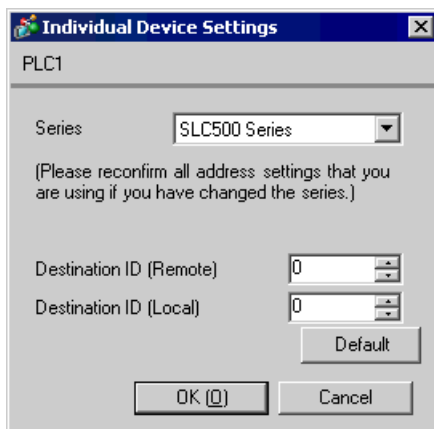 Individual Device Settings
PLC1
Series SLC500 Series
(Please reconfirm all address settings that you
are using if you have changed the series.)
Destination ID (Remote) 0
Destination ID (Local) 0
Default
OK (O) Cancel